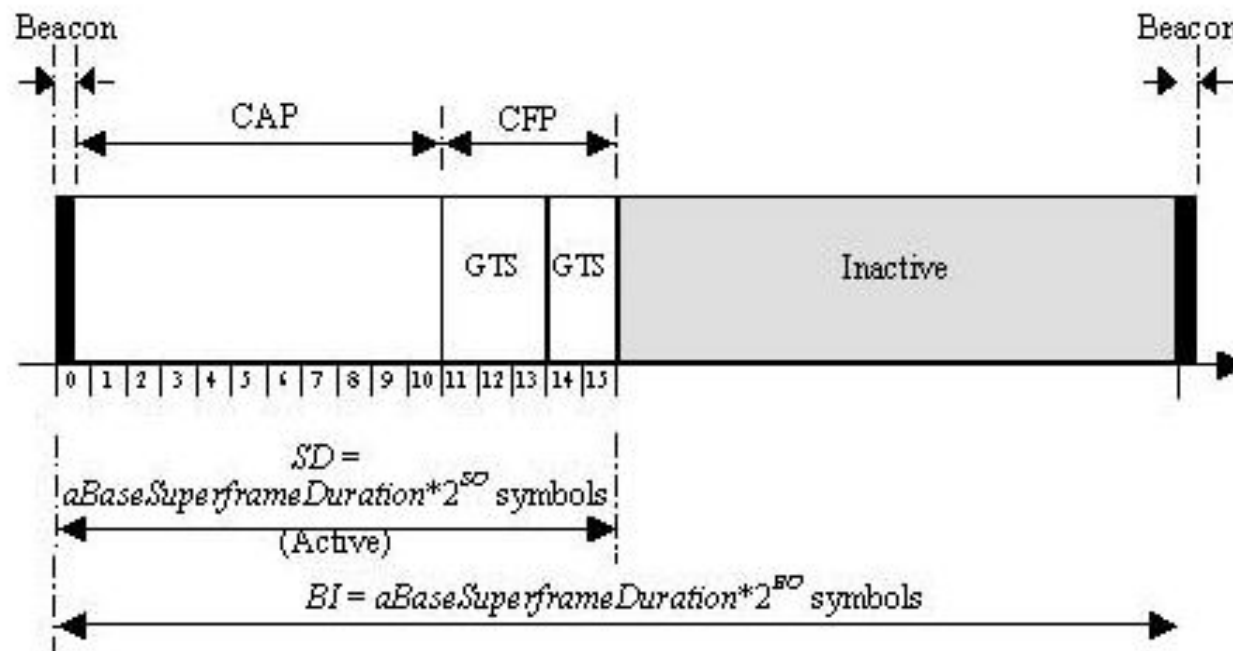 Beacon Beacon
CAP CFP
GTS GTS Inactive
0 1 2 3 4 5 6 7 8 9 10 11 12 13 14 15
SD =
aBaseSuperframeDuration*2^SO symbols
(Active)
BI = aBaseSuperframeDuration*2^BO symbols